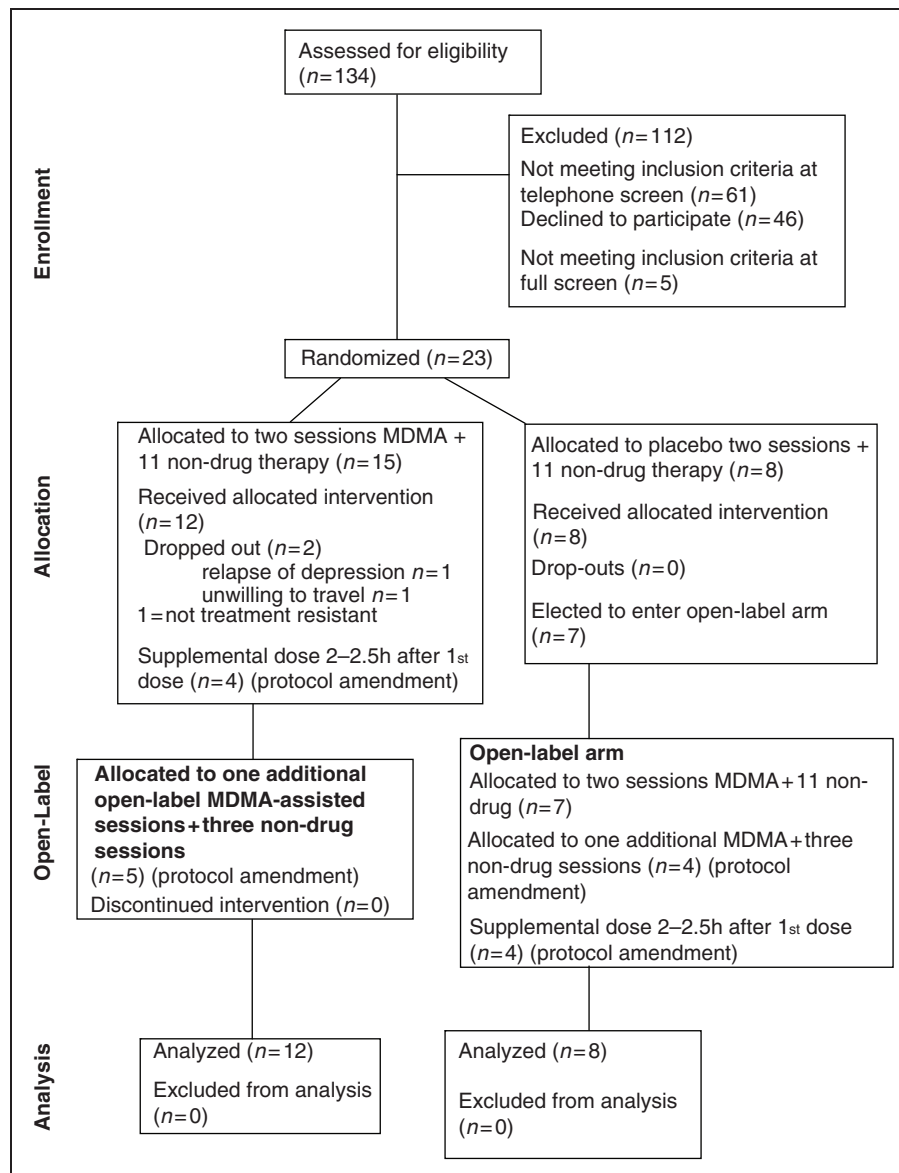 Assessed for eligibility
(n=134)
Enrollment
Excluded (n=112)
Not meeting inclusion criteria at
telephone screen (n=61)
Declined to participate (n=46)
Not meeting inclusion criteria at
full screen (n=5)
Randomized (n=23)
Allocation
Allocated to two sessions MDMA +
11 non-drug therapy (n=15)
Received allocated intervention
(n=12)
Dropped out (n=2)
relapse of depression n=1
unwilling to travel n=1
1=not treatment resistant
Supplemental dose 2–2.5h after 1st
dose (n=4) (protocol amendment)
Allocated to placebo two sessions +
11 non-drug therapy (n=8)
Received allocated intervention
(n=8)
Drop-outs (n=0)
Elected to enter open-label arm
(n=7)
Open-Label
Allocated to one additional
open-label MDMA-assisted
sessions+three non-drug
sessions
(n=5) (protocol amendment)
Discontinued intervention (n=0)
Open-label arm
Allocated to two sessions MDMA+11 non-
drug (n=7)
Allocated to one additional MDMA+three
non-drug sessions (n=4) (protocol
amendment)
Supplemental dose 2–2.5h after 1st dose
(n=4) (protocol amendment)
Analysis
Analyzed (n=12)
Excluded from analysis
(n=0)
Analyzed (n=8)
Excluded from analysis
(n=0)